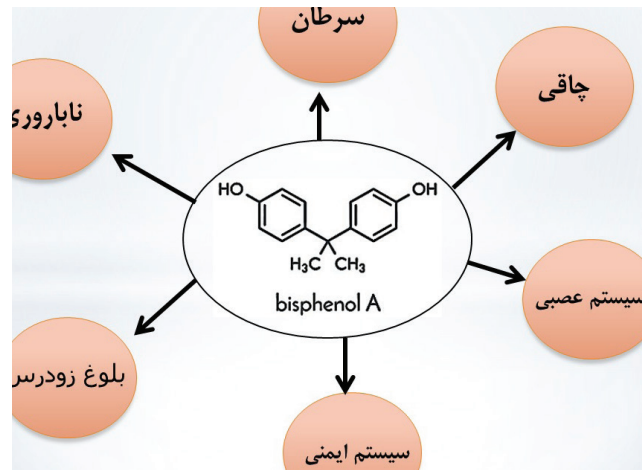 سرطان
چاقی
ناباروری
HO
OH
H₃C
CH₃
bisphenol A
سیستم عصبی
بلوغ زودرس
سیستم ایمنی